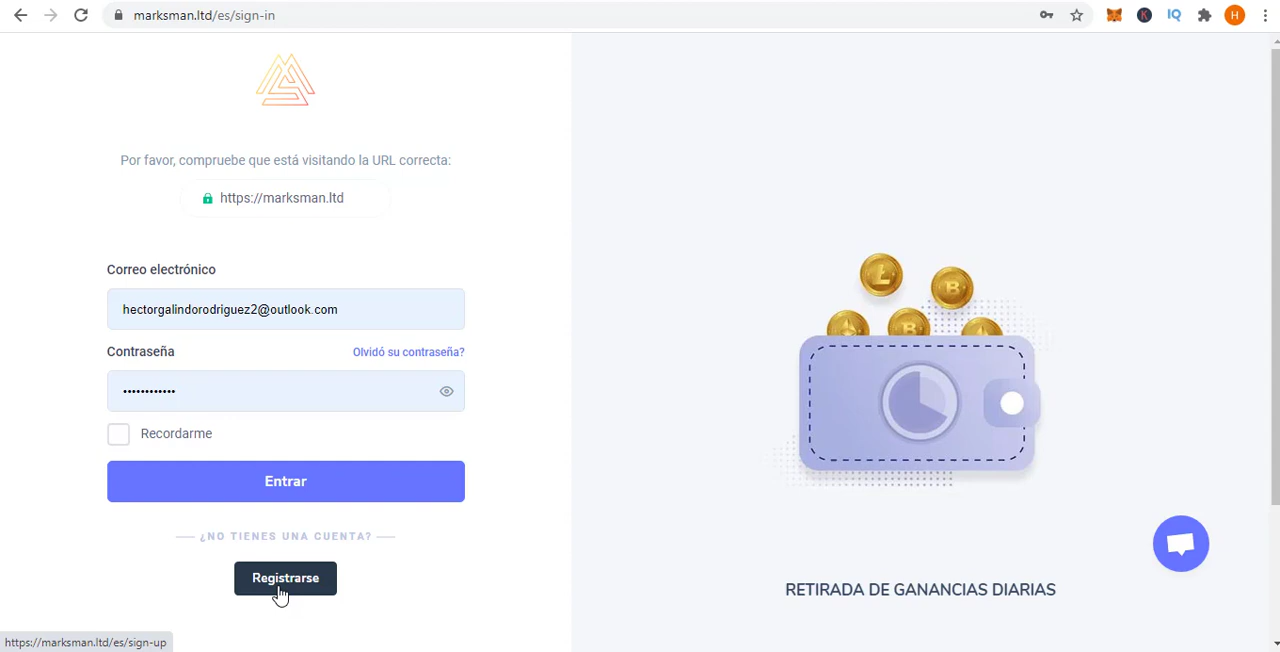 marksman.ltd/es/sign-in
IQ
H
Por favor, compruebe que está visitando la URL correcta:
https://marksman.ltd
Correo electrónico
hectorgalindorodriguez2@outlook.com
Contraseña
Olvidó su contraseña?
••••••••••••
Recordarme
Entrar
¿NO TIENES UNA CUENTA?
Registrarse
RETIRADA DE GANANCIAS DIARIAS
https://marksman.ltd/es/sign-up